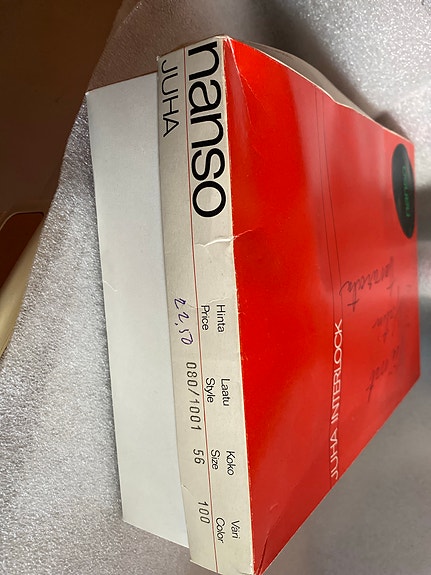 nanso
JUHA
Hinta Laatu Koko Väri
Price Style Size Color
22,50 080/1001 56 100
JUHA INTERLOCK